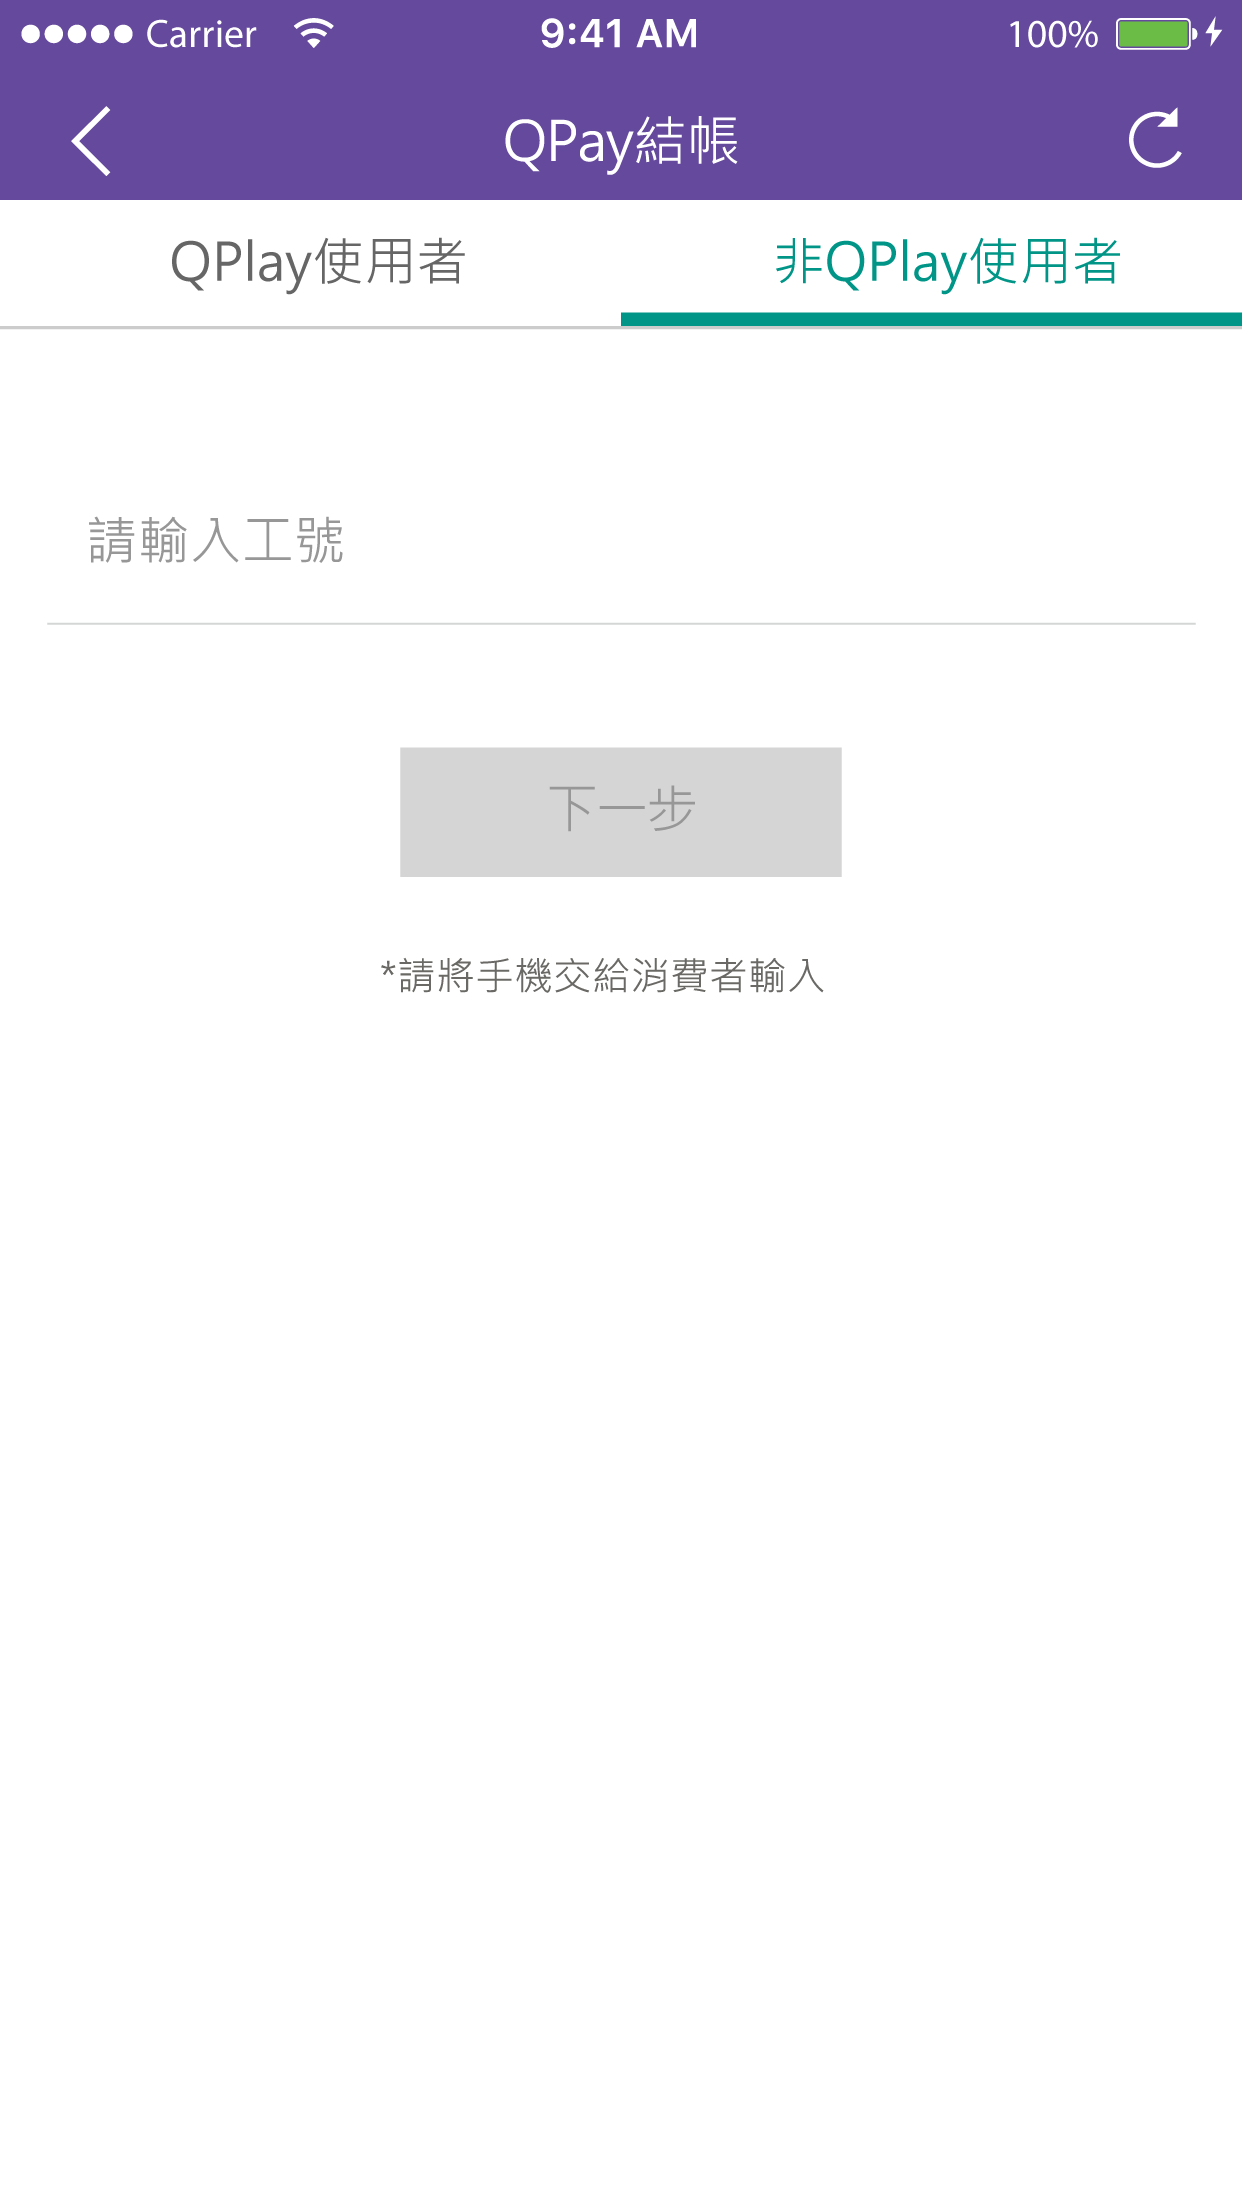 Carrier 9:41 AM 100%
QPay結帳
QPlay使用者 非QPlay使用者
請輸入工號
下一步
*請將手機交給消費者輸入